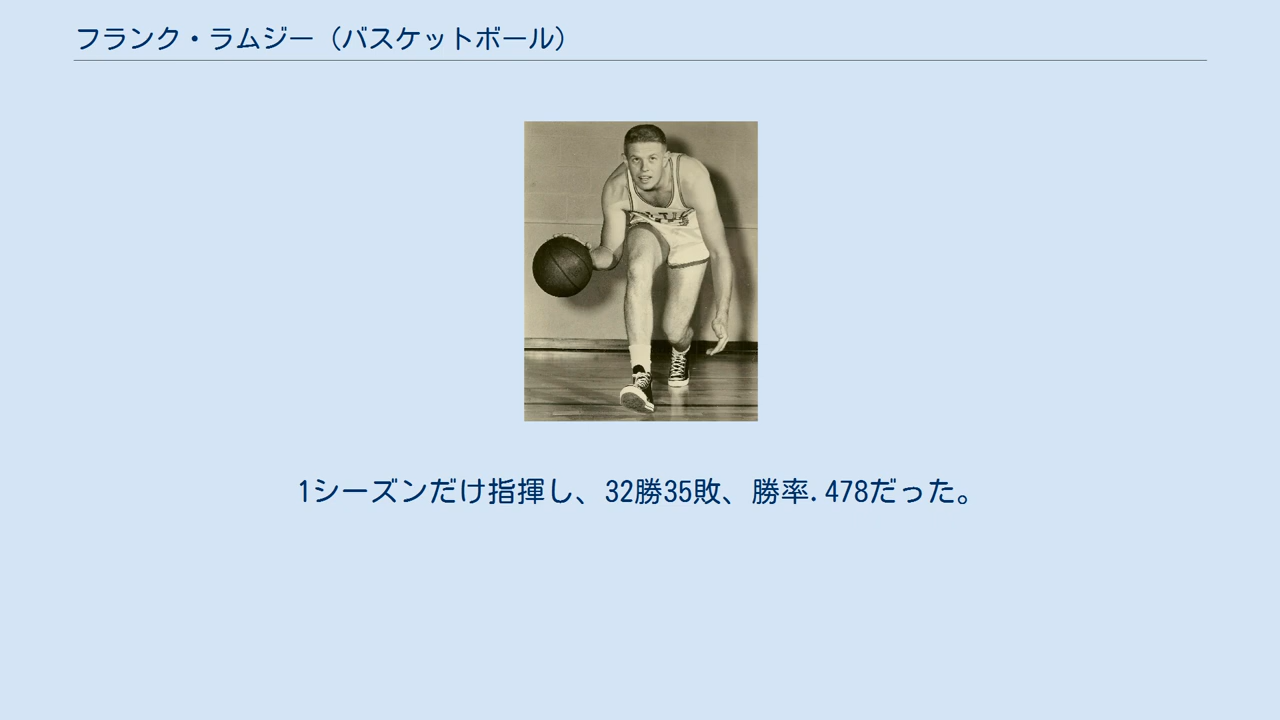 フランク・ラムジー（バスケットボール）
1シーズンだけ指揮し、32勝35敗、勝率.478だった。